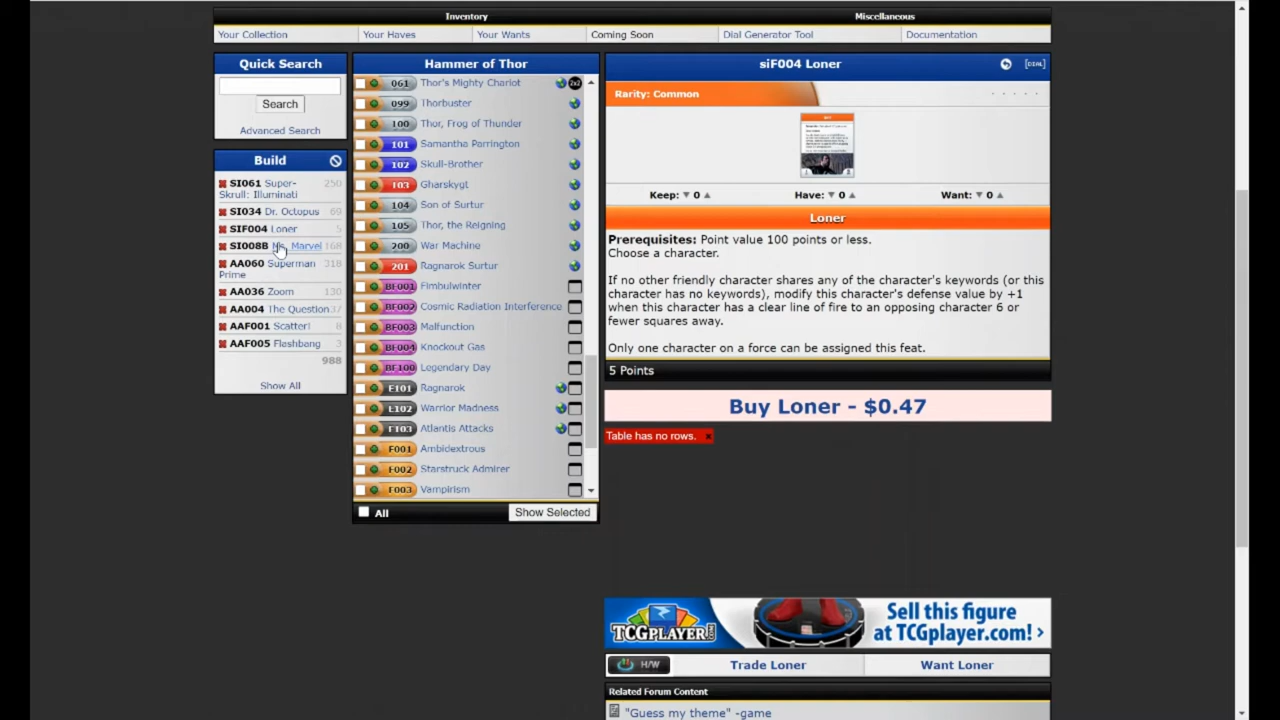 Inventory Miscellaneous
Your Collection Your Haves Your Wants Coming Soon Dial Generator Tool Documentation
Quick Search
Search
Advanced Search
Build
SI061 Super-Skrull: Illuminati 250
SI034 Dr. Octopus 69
SIF004 Loner 5
SI008B Ms. Marvel 168
AA060 Superman Prime 318
AA036 Zoom 130
AA004 The Question 37
AAF001 Scatter! 8
AAF005 Flashbang 3
988
Show All
Hammer of Thor
061 Thor's Mighty Chariot 2x2
099 Thorbuster
100 Thor, Frog of Thunder
101 Samantha Parrington
102 Skull-Brother
103 Gharskygt
104 Son of Surtur
105 Thor, the Reigning
200 War Machine
201 Ragnarok Surtur
BF001 Fimbulwinter
BF002 Cosmic Radiation Interference
BF003 Malfunction
BF004 Knockout Gas
BF100 Legendary Day
E101 Ragnarok
E102 Warrior Madness
E103 Atlantis Attacks
F001 Ambidextrous
F002 Starstruck Admirer
F003 Vampirism
All Show Selected
siF004 Loner [DIAL]
Rarity: Common
Keep: 0 Have: 0 Want: 0
Loner
Prerequisites: Point value 100 points or less.
Choose a character.
If no other friendly character shares any of the character's keywords (or this
character has no keywords), modify this character's defense value by +1
when this character has a clear line of fire to an opposing character 6 or
fewer squares away.
Only one character on a force can be assigned this feat.
5 Points
Buy Loner - $0.47
Table has no rows. x
TCGPLAYER.COM Sell this figure
at TCGplayer.com! >
H/W Trade Loner Want Loner
Related Forum Content
"Guess my theme" -game